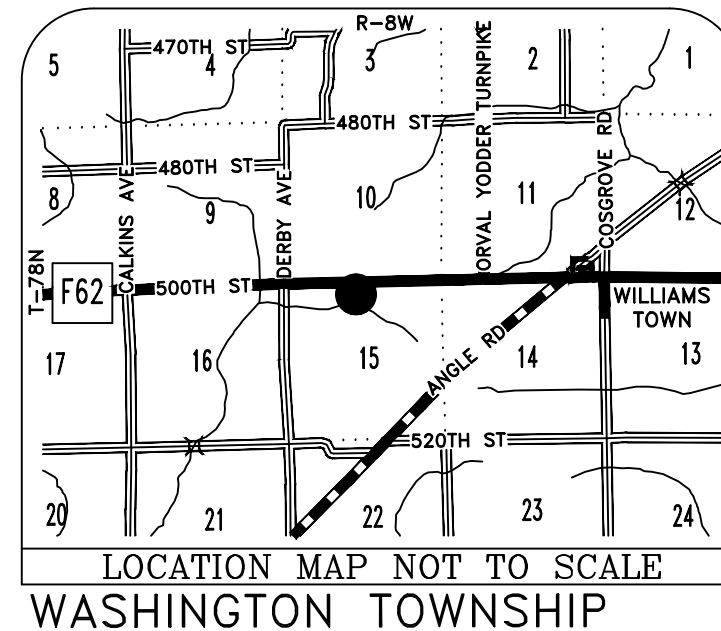 R-8W
5
470TH ST
4
3
2
1
480TH ST
480TH ST
8
9
10
11
12
CALKINS AVE
DERBY AVE
ORVAL YODDER TURNPIKE
COSGROVE RD
T-78N
F62
500TH ST
WILLIAMS
TOWN
17
16
15
14
13
ANGLE RD
520TH ST
20
21
22
23
24
LOCATION MAP NOT TO SCALE
WASHINGTON TOWNSHIP